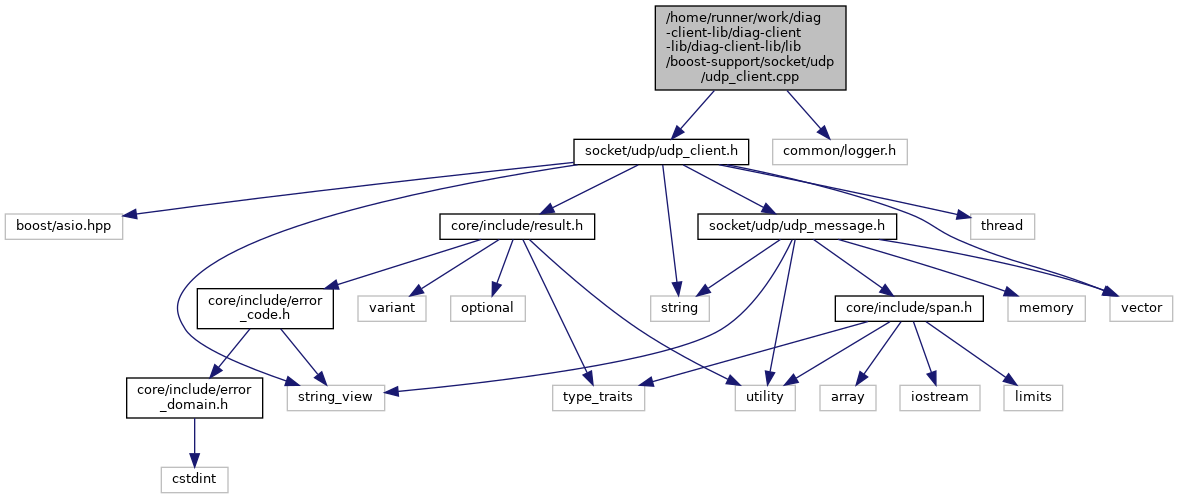 /home/runner/work/diag
-client-lib/diag-client
-lib/diag-client-lib/lib
/boost-support/socket/udp
/udp_client.cpp
socket/udp/udp_client.h
common/logger.h
boost/asio.hpp
core/include/result.h
socket/udp/udp_message.h
thread
core/include/error
_code.h
variant
optional
string
core/include/span.h
memory
vector
core/include/error
_domain.h
string_view
type_traits
utility
array
iostream
limits
cstdint